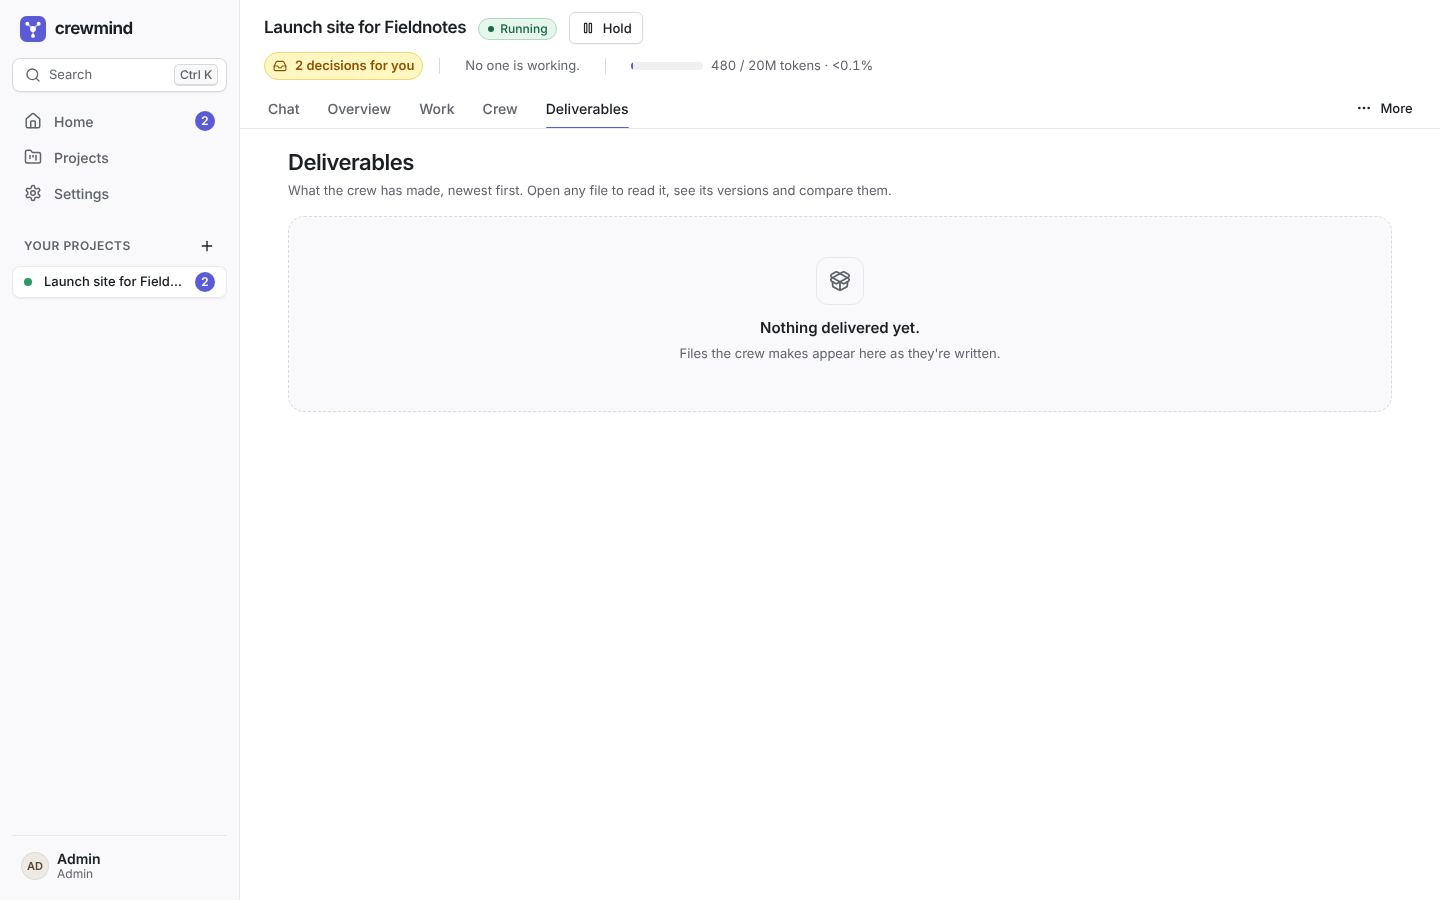 crewmind
Search
Ctrl K
Home
2
Projects
Settings
YOUR PROJECTS
Launch site for Field...
2
AD
Admin
Admin
Launch site for Fieldnotes
Running
Hold
2 decisions for you
No one is working.
480 / 20M tokens · <0.1%
Chat
Overview
Work
Crew
Deliverables
More
Deliverables
What the crew has made, newest first. Open any file to read it, see its versions and compare them.
Nothing delivered yet.
Files the crew makes appear here as they're written.